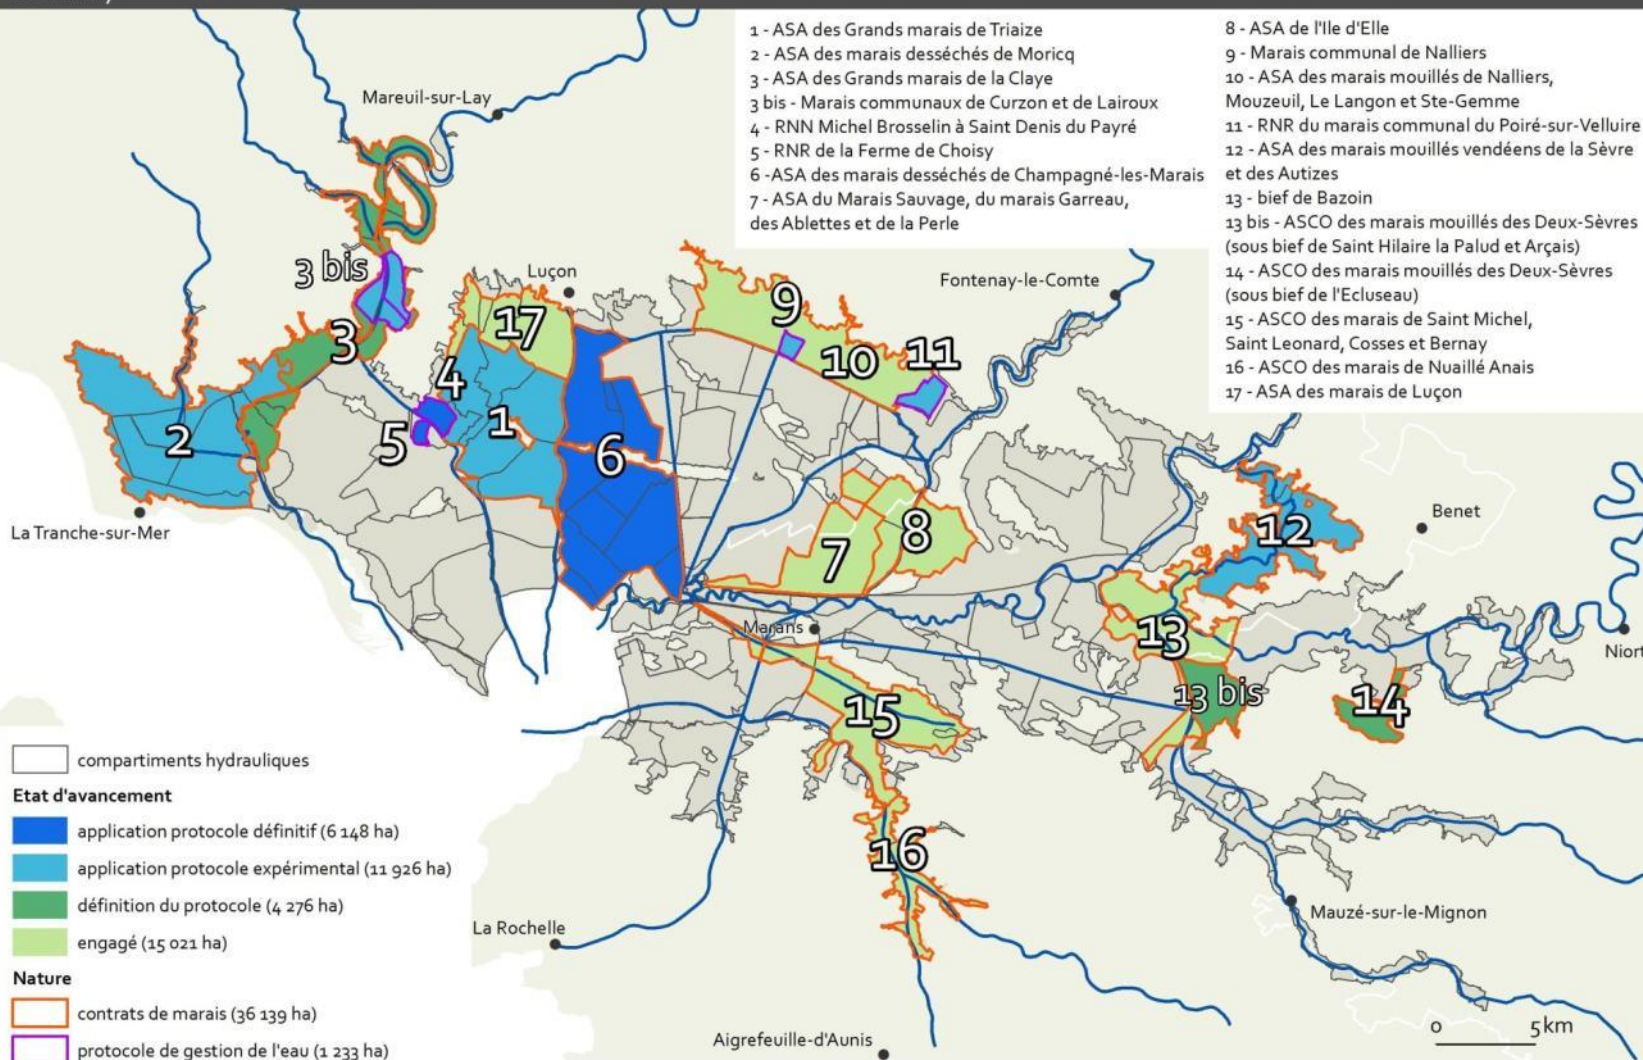 1 - ASA des Grands marais de Triaize
2 - ASA des marais desséchés de Moricq
3 - ASA des Grands marais de la Claye
3 bis - Marais communaux de Curzon et de Lairoux
4 - RNN Michel Brosselin à Saint Denis du Payré
5 - RNR de la Ferme de Choisy
6 -ASA des marais desséchés de Champagné-les-Marais
7 - ASA du Marais Sauvage, du marais Garreau,
des Ablettes et de la Perle
8 - ASA de l'Ile d'Elle
9 - Marais communal de Nalliers
10 - ASA des marais mouillés de Nalliers,
Mouzeuil, Le Langon et Ste-Gemme
11 - RNR du marais communal du Poiré-sur-Velluire
12 - ASA des marais mouillés vendéens de la Sèvre
et des Autizes
13 - bief de Bazoin
13 bis - ASCO des marais mouillés des Deux-Sèvres
(sous bief de Saint Hilaire la Palud et Arçais)
14 - ASCO des marais mouillés des Deux-Sèvres
(sous bief de l'Ecluseau)
15 - ASCO des marais de Saint Michel,
Saint Leonard, Cosses et Bernay
16 - ASCO des marais de Nuaillé Anais
17 - ASA des marais de Luçon
Mareuil-sur-Lay
3 bis
Luçon
Fontenay-le-Comte
9
17
3
10
11
4
1
2
5
6
La Tranche-sur-Mer
7
8
12
Benet
Marans
13
Niort
13 bis
14
15
16
Mauzé-sur-le-Mignon
La Rochelle
Aigrefeuille-d'Aunis
compartiments hydrauliques
Etat d'avancement
application protocole définitif (6 148 ha)
application protocole expérimental (11 926 ha)
définition du protocole (4 276 ha)
engagé (15 021 ha)
Nature
contrats de marais (36 139 ha)
protocole de gestion de l'eau (1 233 ha)
0 5km